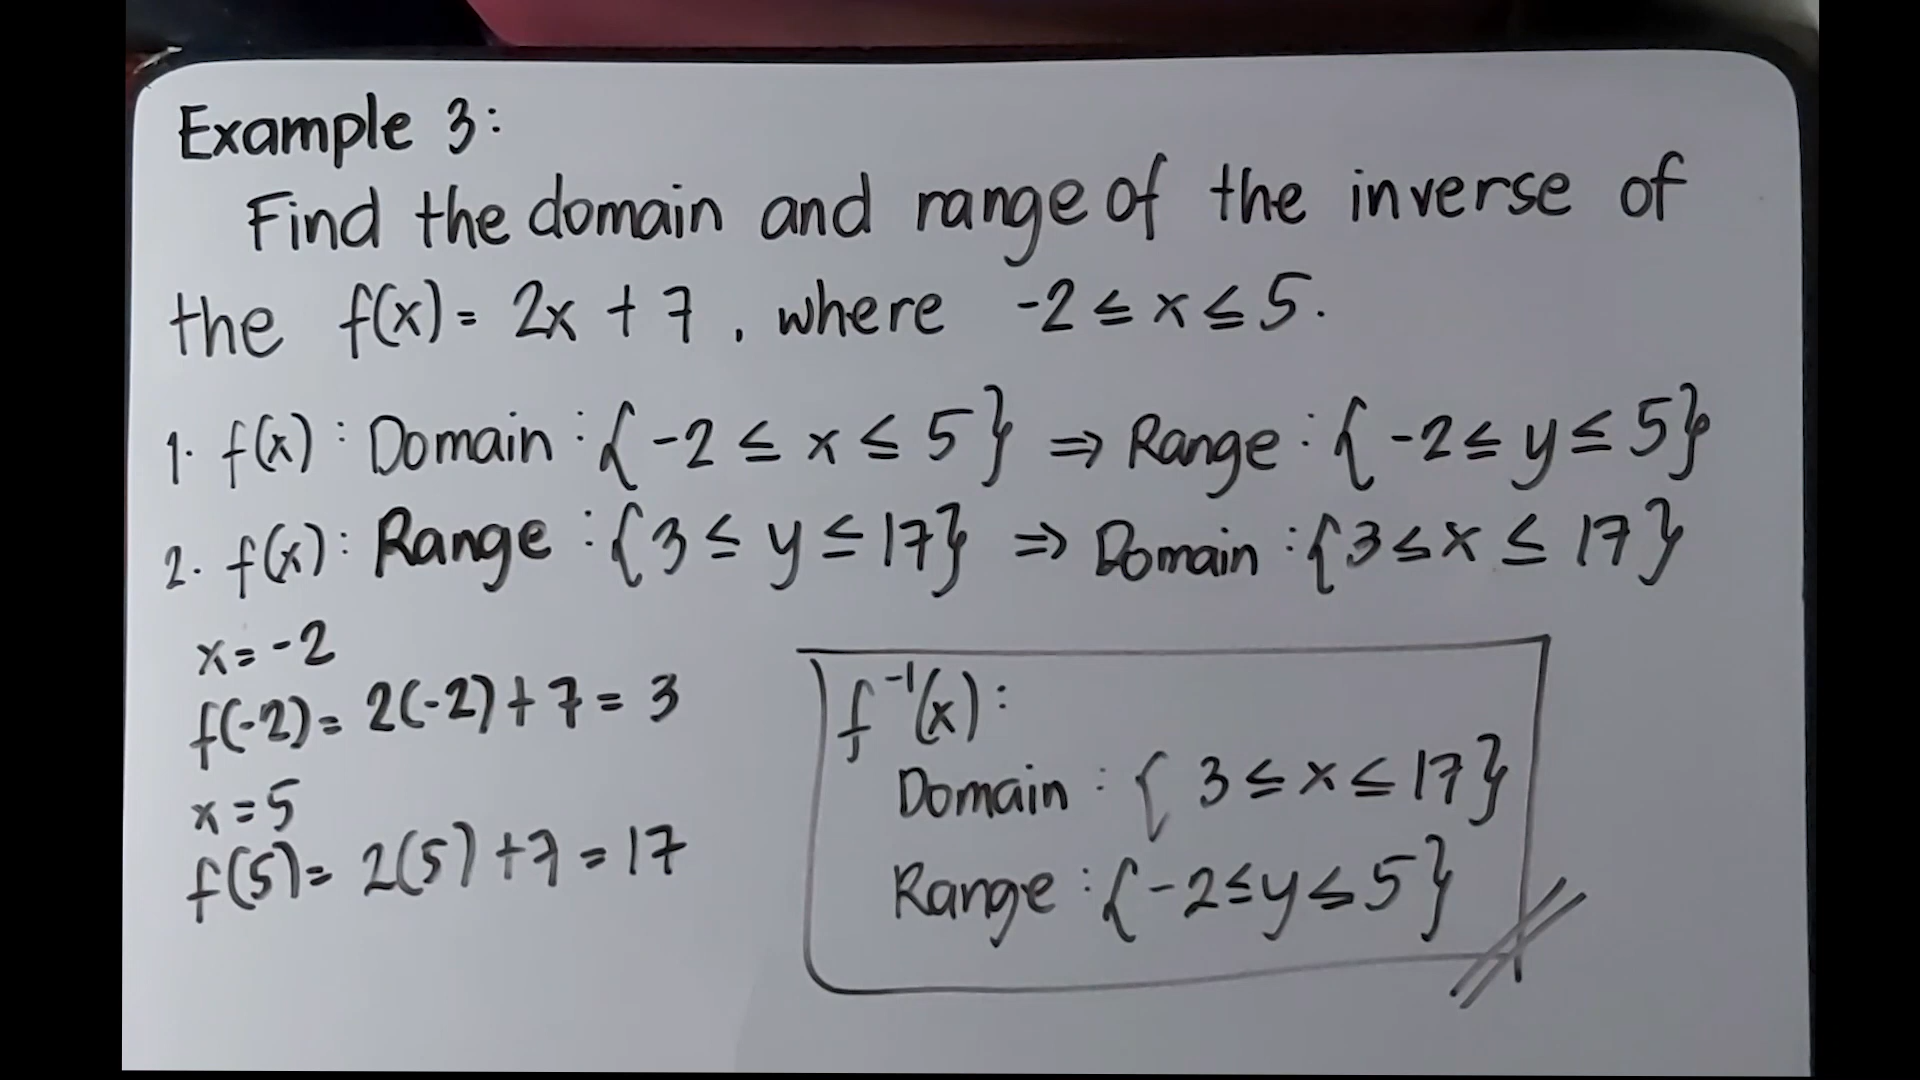 Example 3:
Find the domain and range of the inverse of
the f(x) = 2x + 7, where -2 ≤ x ≤ 5.
1. f(x): Domain : {-2 ≤ x ≤ 5} ⇒ Range : {-2 ≤ y ≤ 5}
2. f(x): Range : {3 ≤ y ≤ 17} ⇒ Domain : {3 ≤ x ≤ 17}
x = -2
f(-2) = 2(-2) + 7 = 3
x = 5
f(5) = 2(5) + 7 = 17
f⁻¹(x):
Domain : {3 ≤ x ≤ 17}
Range : {-2 ≤ y ≤ 5}